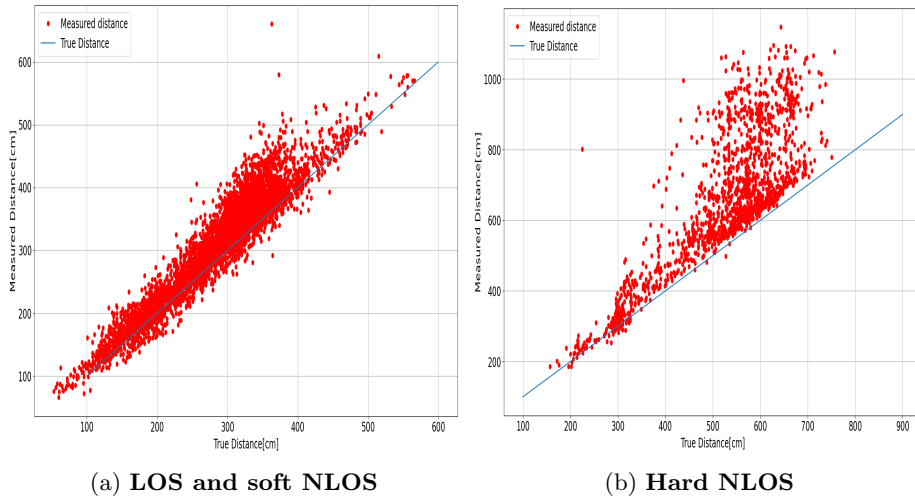 Measured distance
True Distance
Measured Distance[cm]
600
500
400
300
200
100
100 200 300 400 500 600
True Distance[cm]
(a) LOS and soft NLOS
Measured distance
True Distance
Measured Distance[cm]
1000
800
600
400
200
100 200 300 400 500 600 700 800 900
True Distance[cm]
(b) Hard NLOS